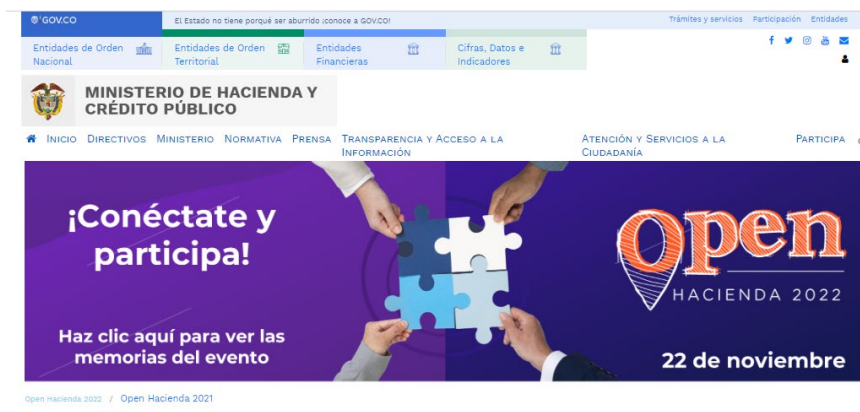 GOV.CO
El Estado no tiene porqué ser aburrido ¡conoce a GOV.CO!
Trámites y servicios Participación Entidades
Entidades de Orden
Nacional
Entidades de Orden
Territorial
Entidades
Financieras
Cifras, Datos e
Indicadores
MINISTERIO DE HACIENDA Y
CRÉDITO PÚBLICO
INICIO DIRECTIVOS MINISTERIO NORMATIVA PRENSA TRANSPARENCIA Y ACCESO A LA
INFORMACIÓN
ATENCIÓN Y SERVICIOS A LA
CIUDADANÍA
PARTICIPA
¡Conéctate y
participa!
Haz clic aquí para ver las
memorias del evento
Open
HACIENDA 2022
22 de noviembre
Open Hacienda 2022 / Open Hacienda 2021